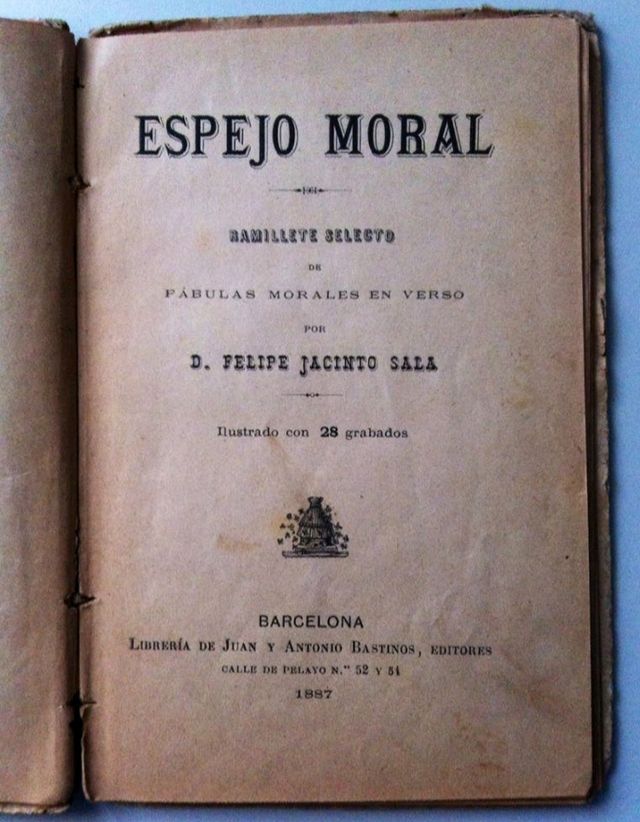 ESPEJO MORAL
RAMILLETE SELECTO
DE
FÁBULAS MORALES EN VERSO
POR
D. FELIPE JACINTO SALA
Ilustrado con 28 grabados
BARCELONA
LIBRERÍA DE JUAN Y ANTONIO BASTINOS, EDITORES
CALLE DE PELAYO N.os 52 Y 54
1887